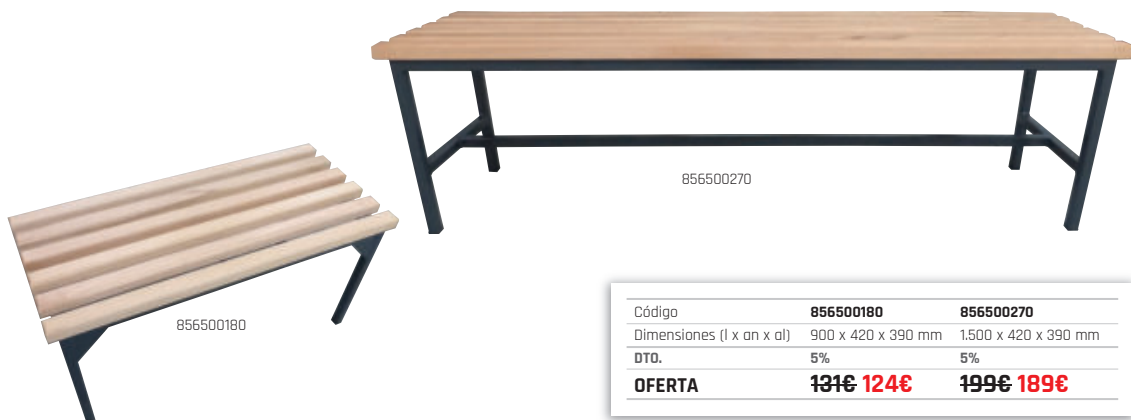 856500270
856500180
Código 856500180 856500270
Dimensiones (l x an x al) 900 x 420 x 390 mm 1.500 x 420 x 390 mm
DTO. 5% 5%
OFERTA 131€ 124€ 199€ 189€